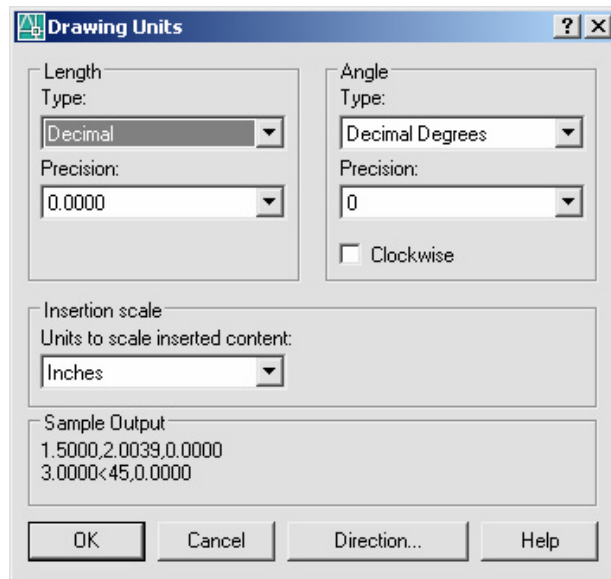 Drawing Units
Length
Type:
Decimal
Precision:
0.0000
Angle
Type:
Decimal Degrees
Precision:
0
Clockwise
Insertion scale
Units to scale inserted content:
Inches
Sample Output
1.5000,2.0039,0.0000
3.0000<45,0.0000
OK Cancel Direction... Help